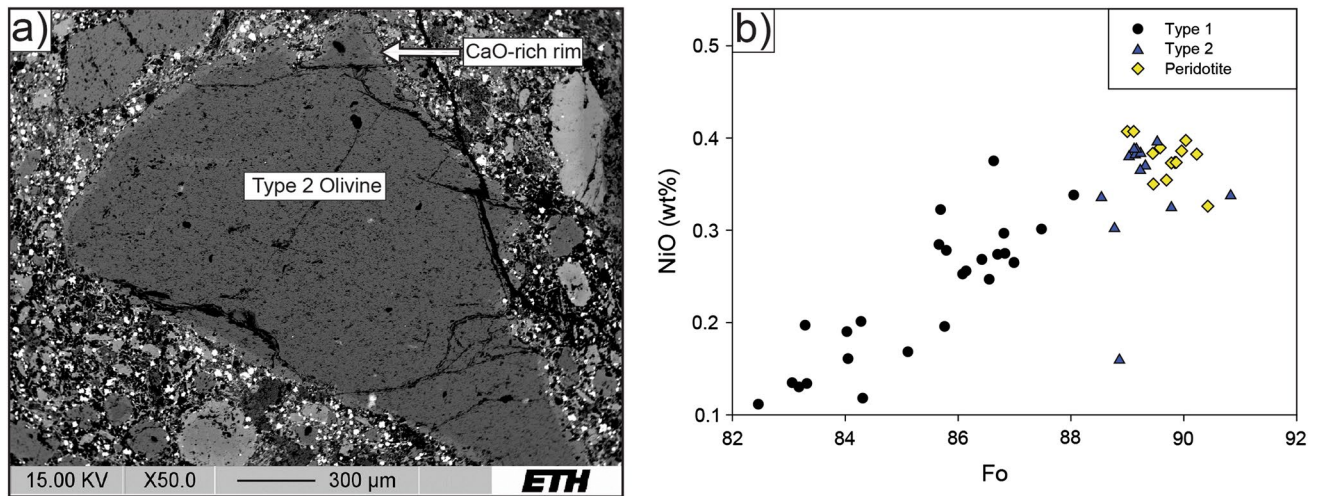 a)
CaO-rich rim
Type 2 Olivine
15.00 KV X50.0 300 µm ETH
b)
Type 1
Type 2
Peridotite
0.5
0.4
0.3
0.2
0.1
NiO (wt%)
82 84 86 88 90 92
Fo